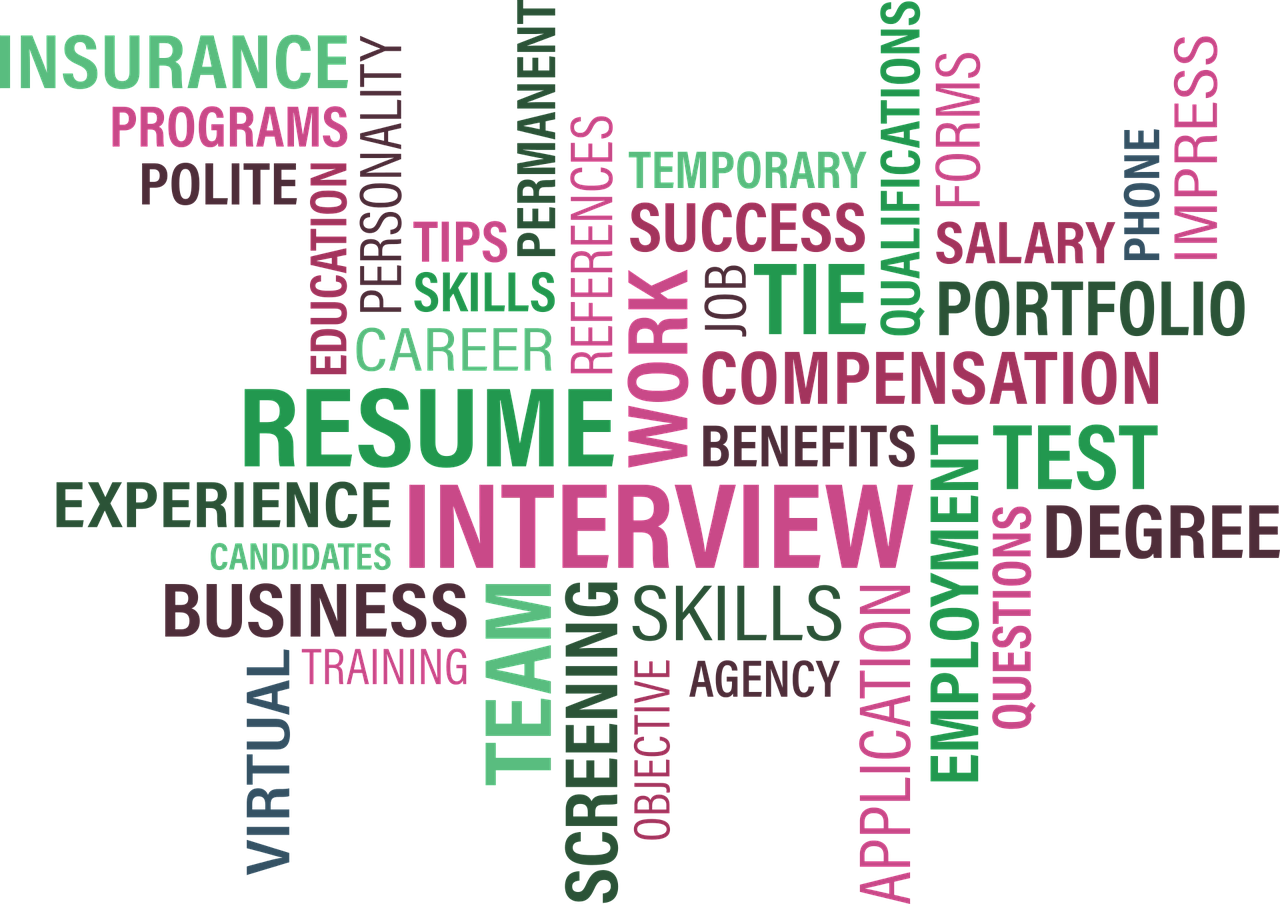 INSURANCE
PROGRAMS
POLITE
EDUCATION
PERSONALITY
PERMANENT
TIPS
SKILLS
CAREER
REFERENCES
TEMPORARY
SUCCESS
WORK
JOB
TIE
QUALIFICATIONS
FORMS
SALARY
PHONE
IMPRESS
PORTFOLIO
COMPENSATION
RESUME
BENEFITS
TEST
EXPERIENCE
INTERVIEW
EMPLOYMENT
QUESTIONS
DEGREE
CANDIDATES
BUSINESS
TEAM
SCREENING
SKILLS
APPLICATION
VIRTUAL
TRAINING
OBJECTIVE
AGENCY